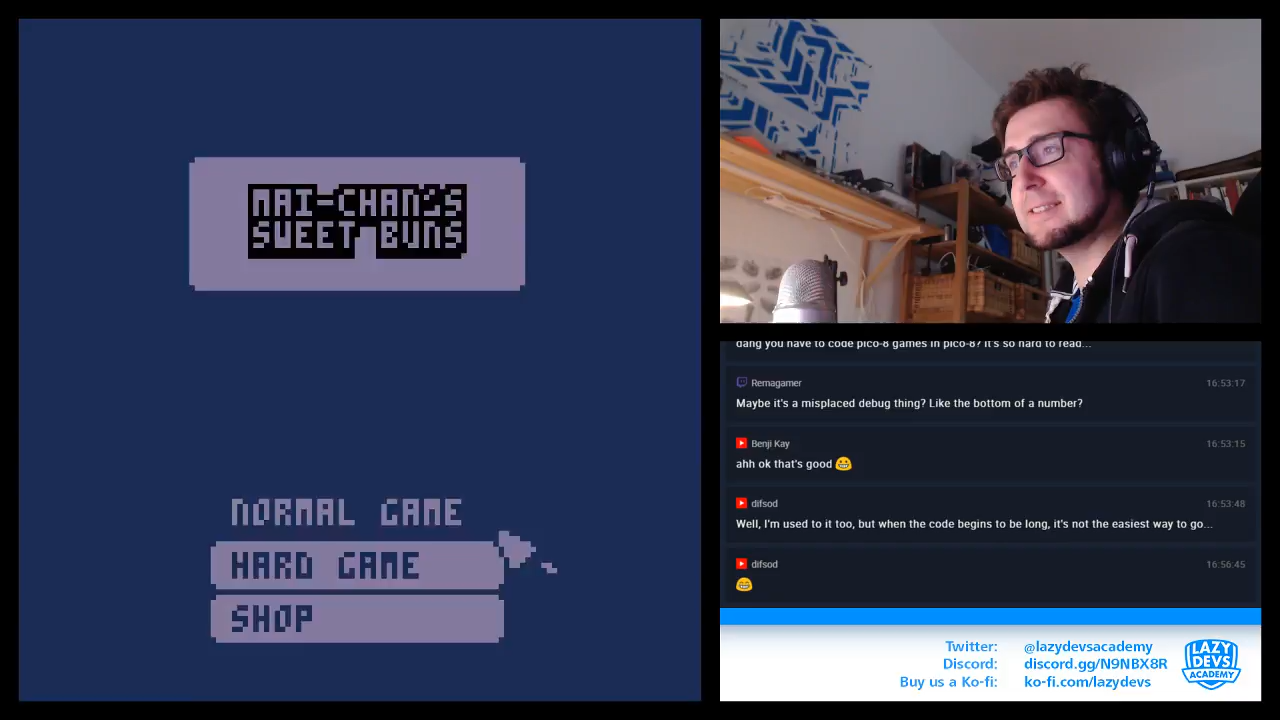 MAI-CHAN'S
SWEET BUNS
NORMAL GAME
HARD GAME
SHOP
dang you have to code pico-8 games in pico-8? it's so hard to read...
Remagamer 16:53:17
Maybe it's a misplaced debug thing? Like the bottom of a number?
Benji Kay 16:53:15
ahh ok that's good 😁
difsod 16:53:48
Well, I'm used to it too, but when the code begins to be long, it's not the easiest way to go...
difsod 16:56:45
😁
Twitter: @lazydevsacademy
Discord: discord.gg/N9NBX8R
Buy us a Ko-fi: ko-fi.com/lazydevs
LAZY
DEVS
ACADEMY